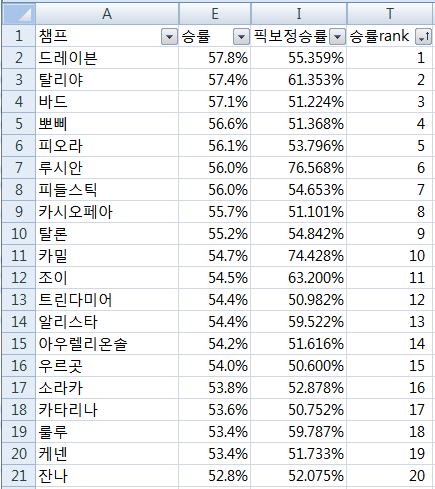 A E I T
1 챔프 승률 픽보정승률 승률rank
2 드레이븐 57.8% 55.359% 1
3 탈리야 57.4% 61.353% 2
4 바드 57.1% 51.224% 3
5 뽀삐 56.6% 51.368% 4
6 피오라 56.1% 53.796% 5
7 루시안 56.0% 76.568% 6
8 피들스틱 56.0% 54.653% 7
9 카시오페아 55.7% 51.101% 8
10 탈론 55.2% 54.842% 9
11 카밀 54.7% 74.428% 10
12 조이 54.5% 63.200% 11
13 트린다미어 54.4% 50.982% 12
14 알리스타 54.4% 59.522% 13
15 아우렐리온솔 54.2% 51.616% 14
16 우르곳 54.0% 50.600% 15
17 소라카 53.8% 52.878% 16
18 카타리나 53.6% 50.752% 17
19 룰루 53.4% 59.787% 18
20 케넨 53.4% 51.733% 19
21 잔나 52.8% 52.075% 20